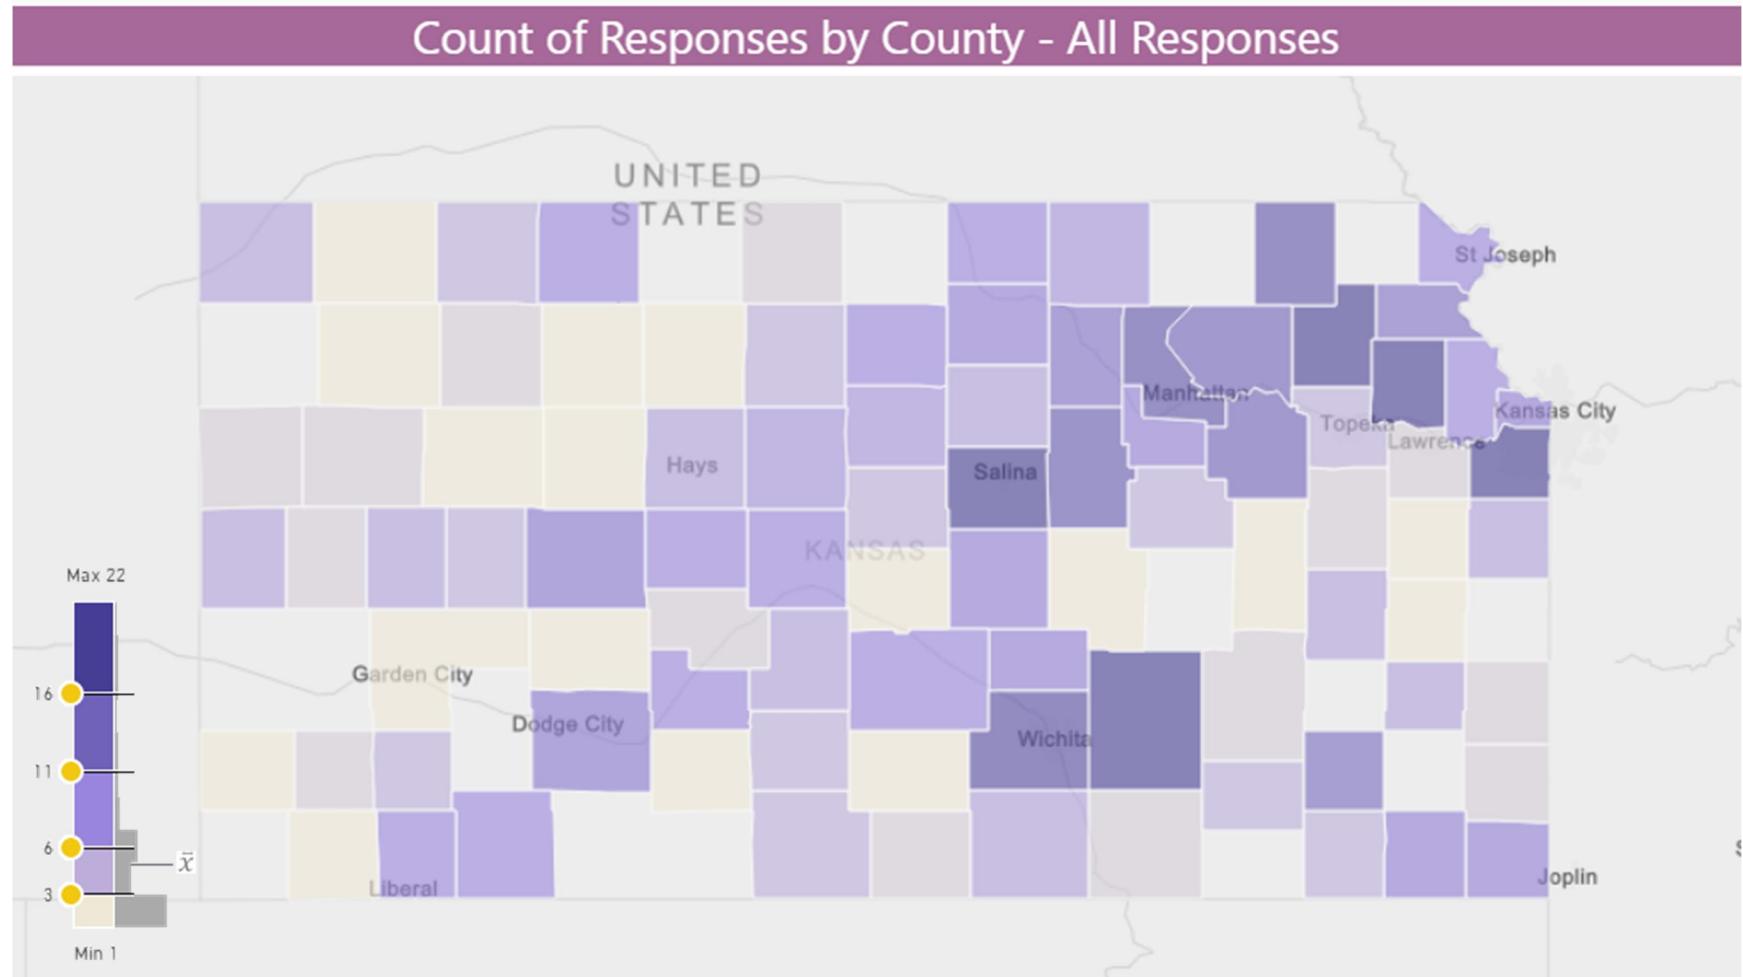 Count of Responses by County - All Responses
UNITED
STATES
St Joseph
Manhattan
Kansas City
Topeka
Lawrence
Hays
Salina
KANSAS
Max 22
Garden City
16
Dodge City
Wichita
11
6
x̄
3
Liberal
Joplin
Min 1